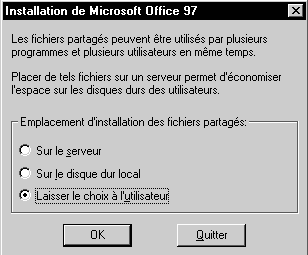 Installation de Microsoft Office 97
Les fichiers partagés peuvent être utilisés par plusieurs
programmes et plusieurs utilisateurs en même temps.
Placer de tels fichiers sur un serveur permet d'économiser
l'espace sur les disques durs des utilisateurs.
Emplacement d'installation des fichiers partagés:
Sur le serveur
Sur le disque dur local
Laisser le choix à l'utilisateur
OK
Quitter